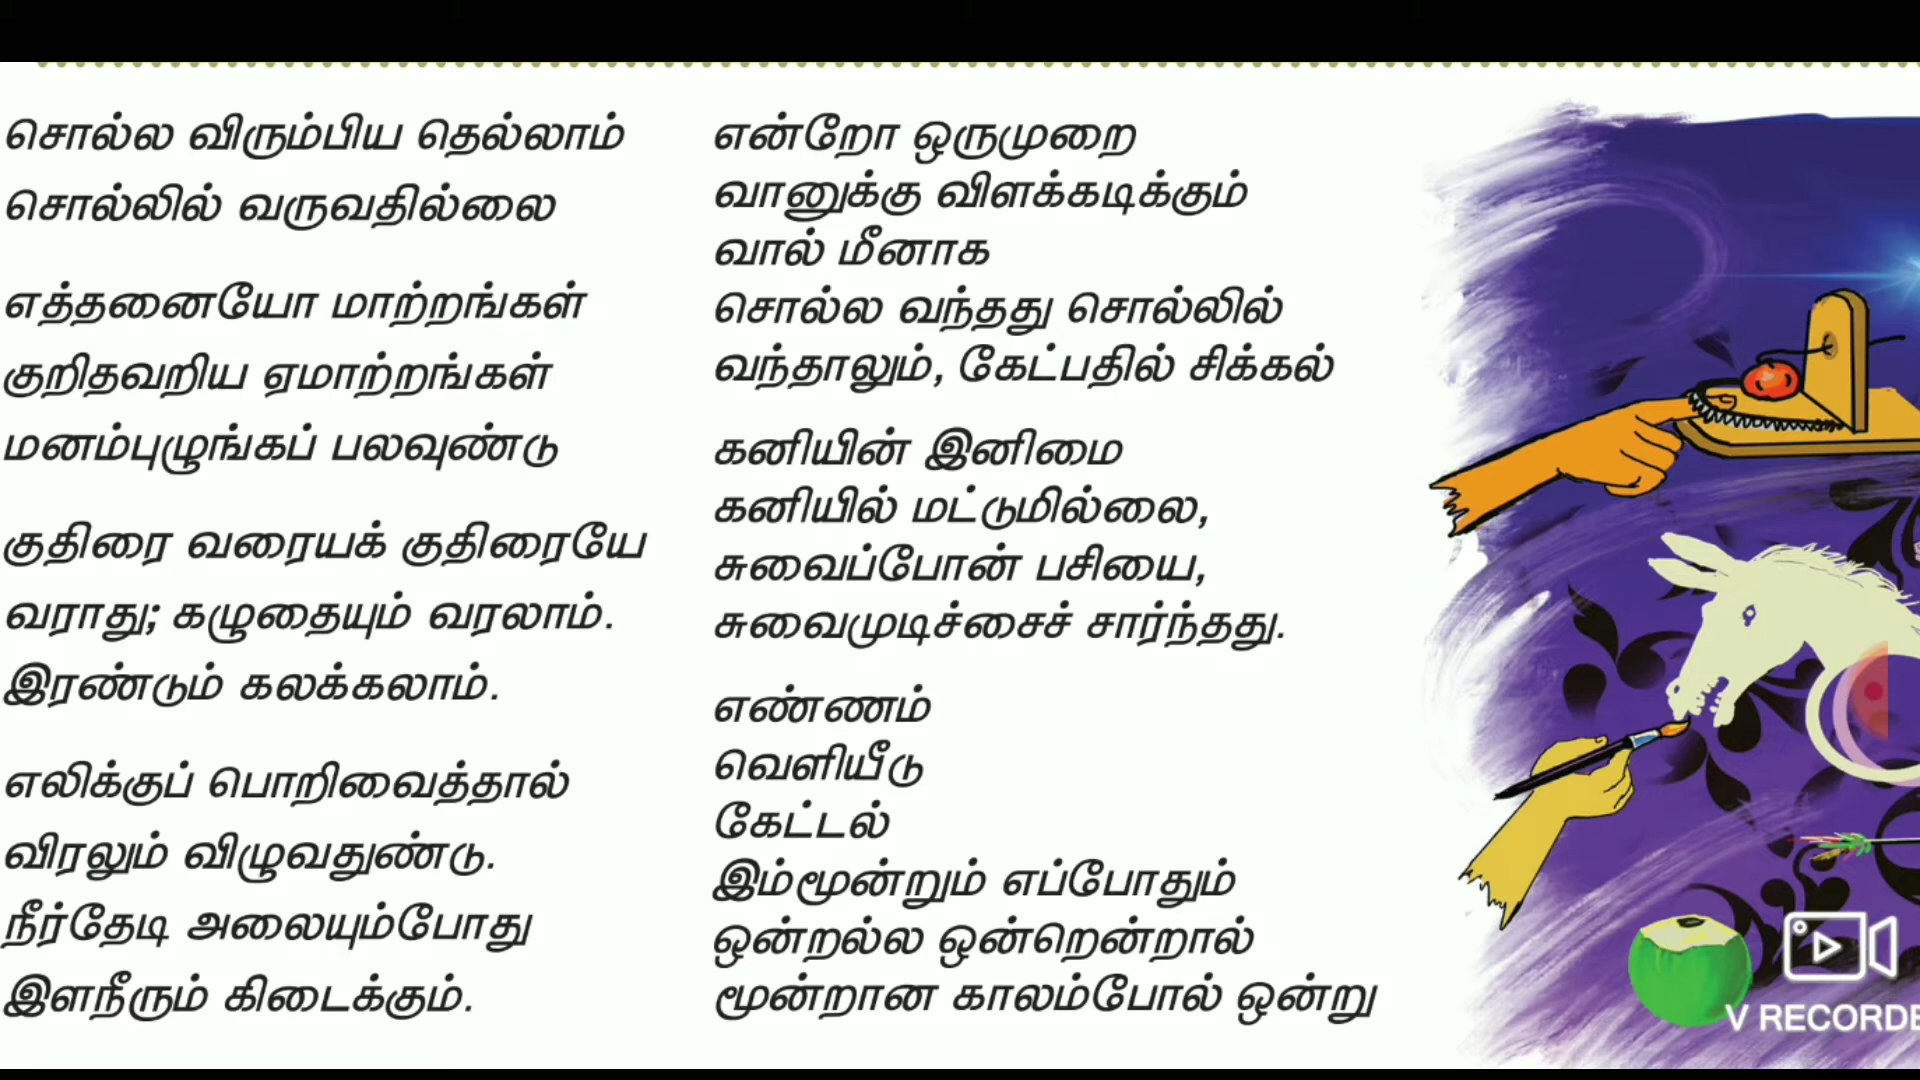 சொல்ல விரும்பிய தெல்லாம்
சொல்லில் வருவதில்லை
எத்தனையோ மாற்றங்கள்
குறிதவறிய ஏமாற்றங்கள்
மனம்புழுங்கப் பலவுண்டு
குதிரை வரையக் குதிரையே
வராது; கழுதையும் வரலாம்.
இரண்டும் கலக்கலாம்.
எலிக்குப் பொறிவைத்தால்
விரலும் விழுவதுண்டு.
நீர்தேடி அலையும்போது
இளநீரும் கிடைக்கும்.
என்றோ ஒருமுறை
வானுக்கு விளக்கடிக்கும்
வால் மீனாக
சொல்ல வந்தது சொல்லில்
வந்தாலும், கேட்பதில் சிக்கல்
கனியின் இனிமை
கனியில் மட்டுமில்லை,
சுவைப்போன் பசியை,
சுவைமுடிச்சைச் சார்ந்தது.
எண்ணம்
வெளியீடு
கேட்டல்
இம்மூன்றும் எப்போதும்
ஒன்றல்ல ஒன்றென்றால்
மூன்றான காலம்போல் ஒன்று
V RECORDE